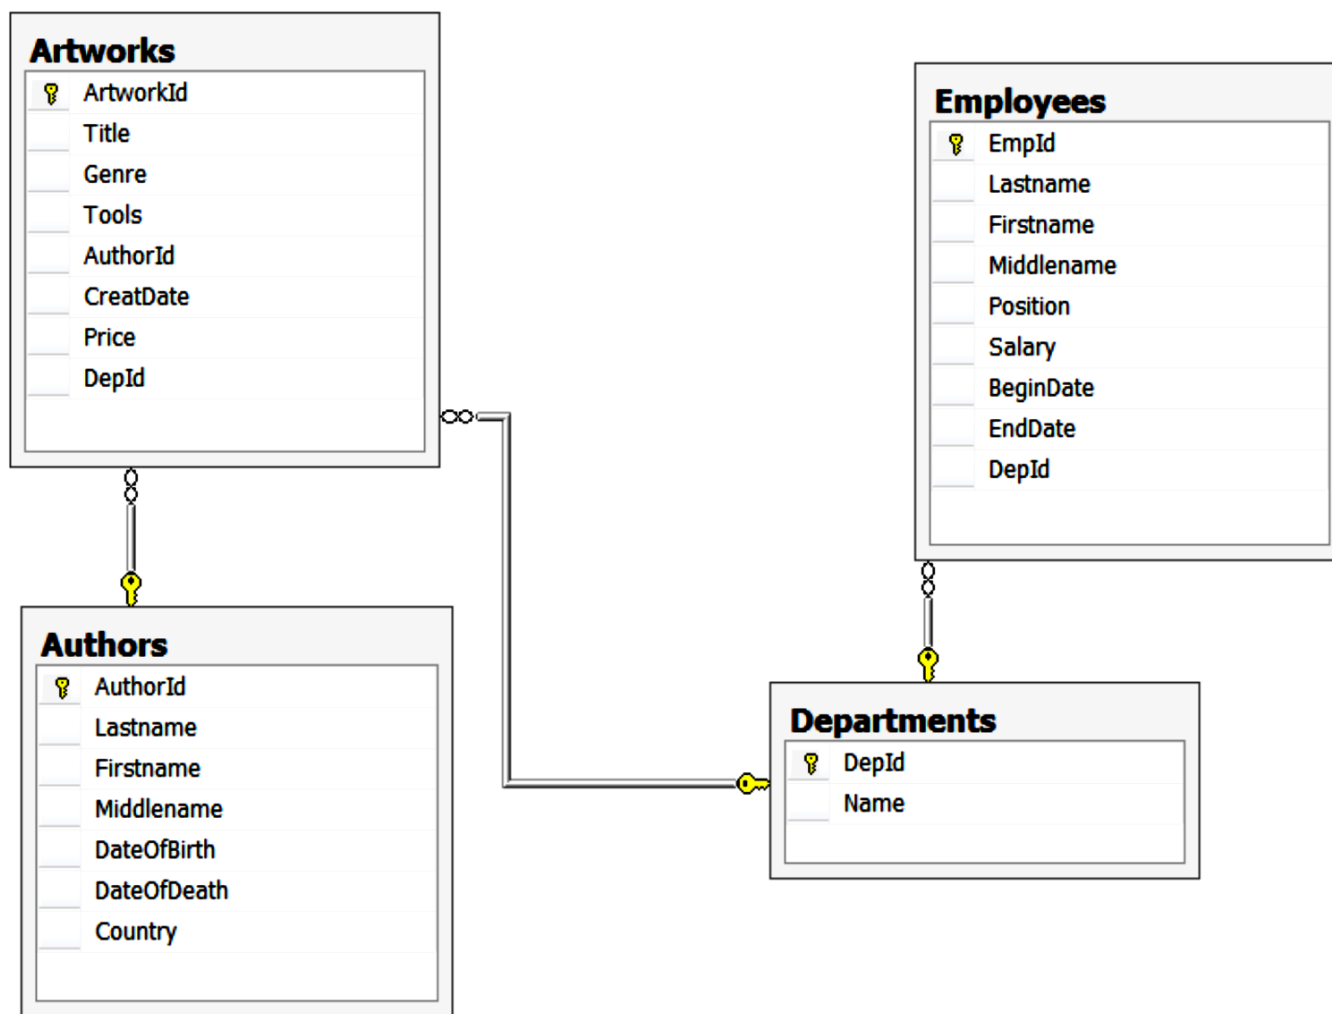 Artworks
ArtworkId
Title
Genre
Tools
AuthorId
CreatDate
Price
DepId
Employees
EmpId
Lastname
Firstname
Middlename
Position
Salary
BeginDate
EndDate
DepId
Authors
AuthorId
Lastname
Firstname
Middlename
DateOfBirth
DateOfDeath
Country
Departments
DepId
Name